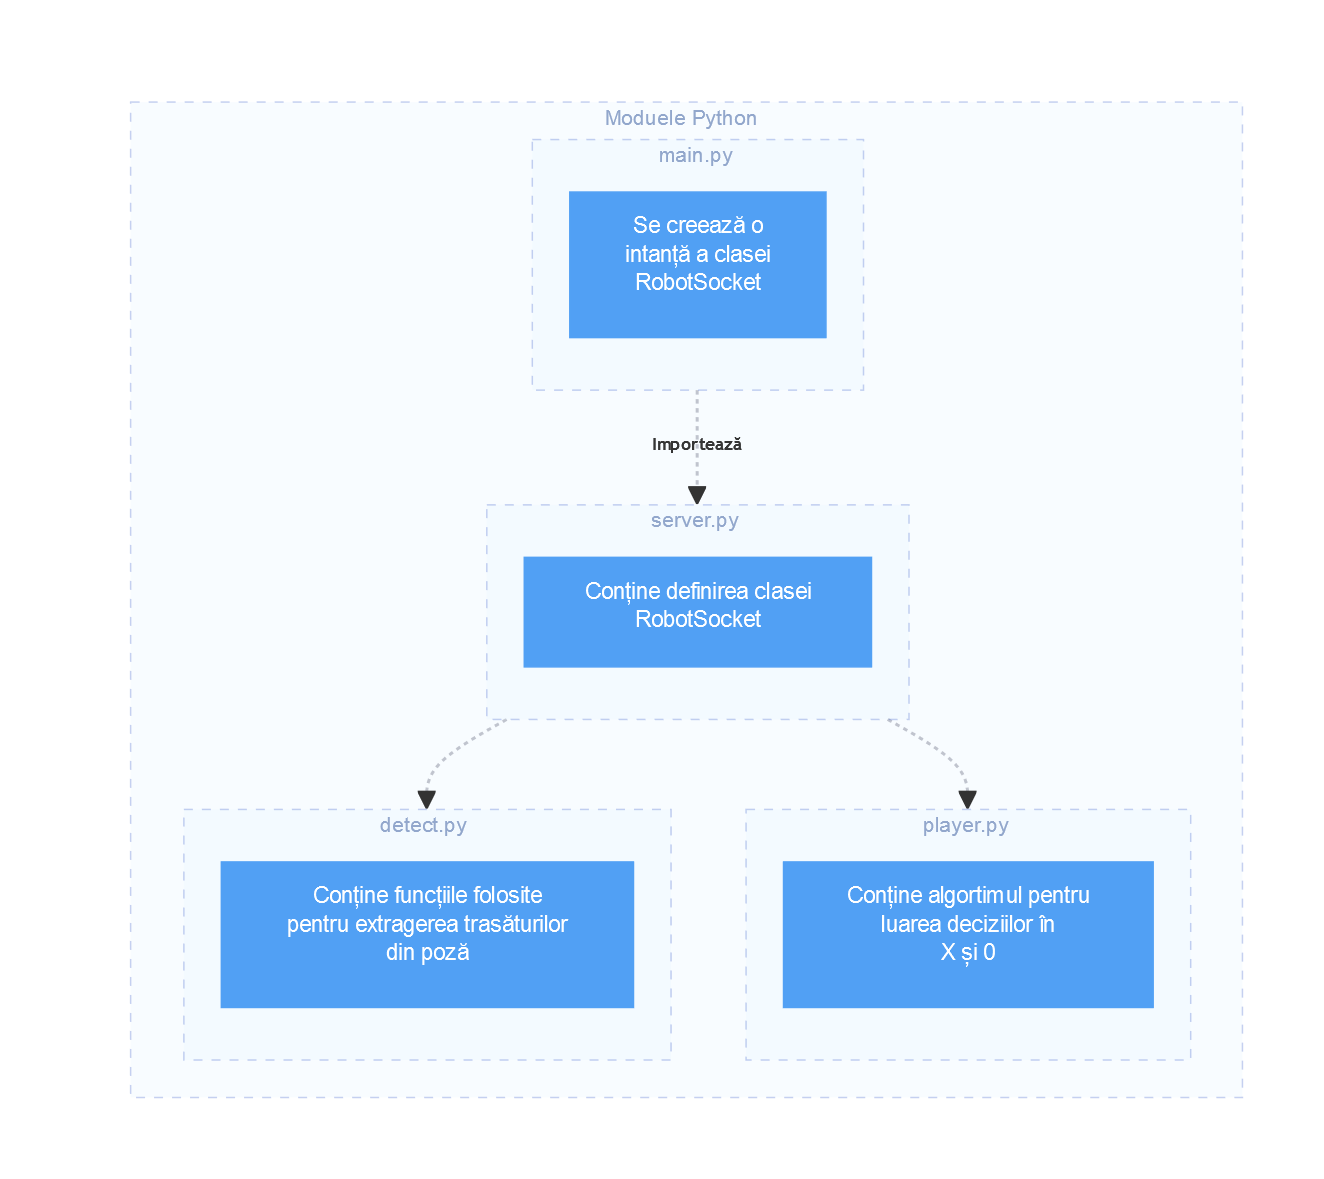 Moduele Python
main.py
Se creează o
intanță a clasei
RobotSocket
Importează
server.py
Conține definirea clasei
RobotSocket
detect.py
Conține funcțiile folosite
pentru extragerea trasăturilor
din poză
player.py
Conține algortimul pentru
luarea deciziilor în
X și 0